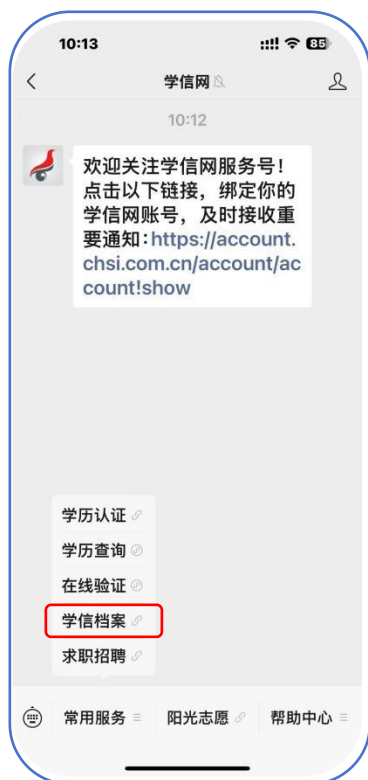 10:13
85
学信网
10:12
欢迎关注学信网服务号！
点击以下链接，绑定你的
学信网账号，及时接收重
要通知：https://account.
chsi.com.cn/account/ac
count!show
学历认证
学历查询
在线验证
学信档案
求职招聘
常用服务
阳光志愿
帮助中心